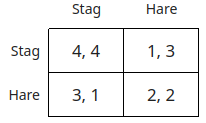 Stag Hare
Stag 4, 4 1, 3
Hare 3, 1 2, 2